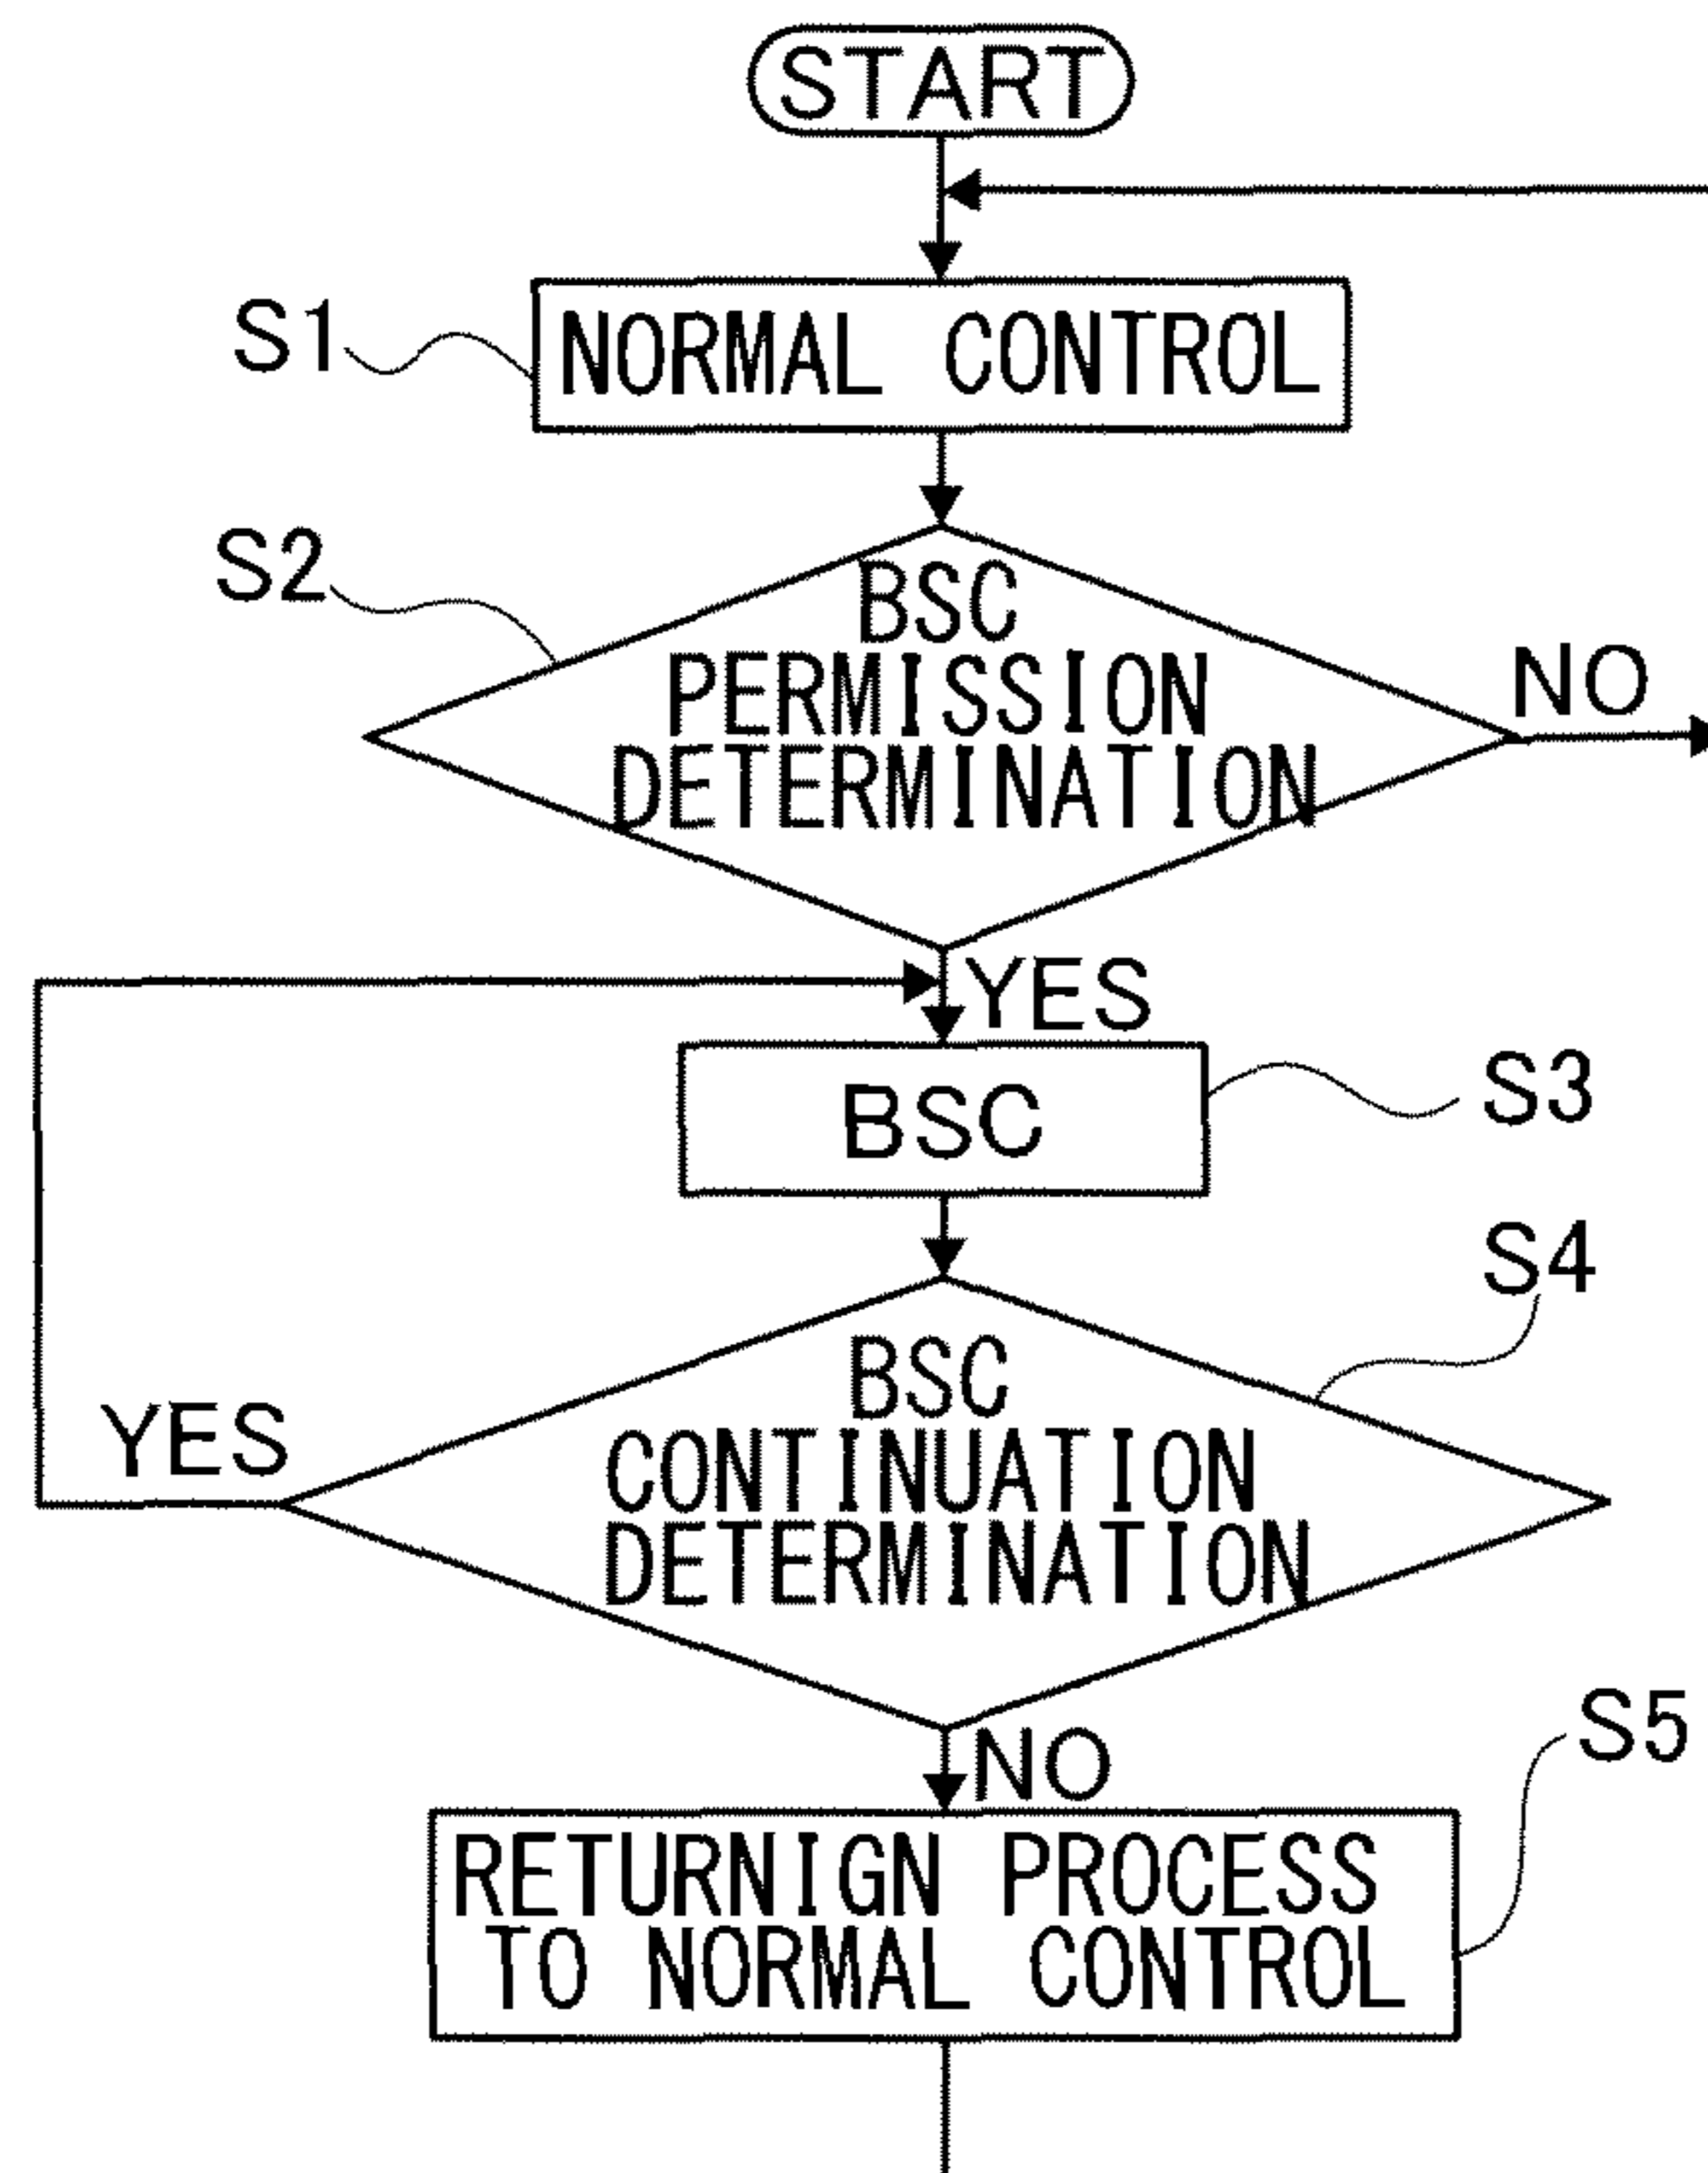 START
S1
NORMAL CONTROL
S2
BSC
PERMISSION
DETERMINATION
NO
YES
BSC
S3
S4
BSC
CONTINUATION
DETERMINATION
YES
NO
S5
RETURNIGN PROCESS
TO NORMAL CONTROL